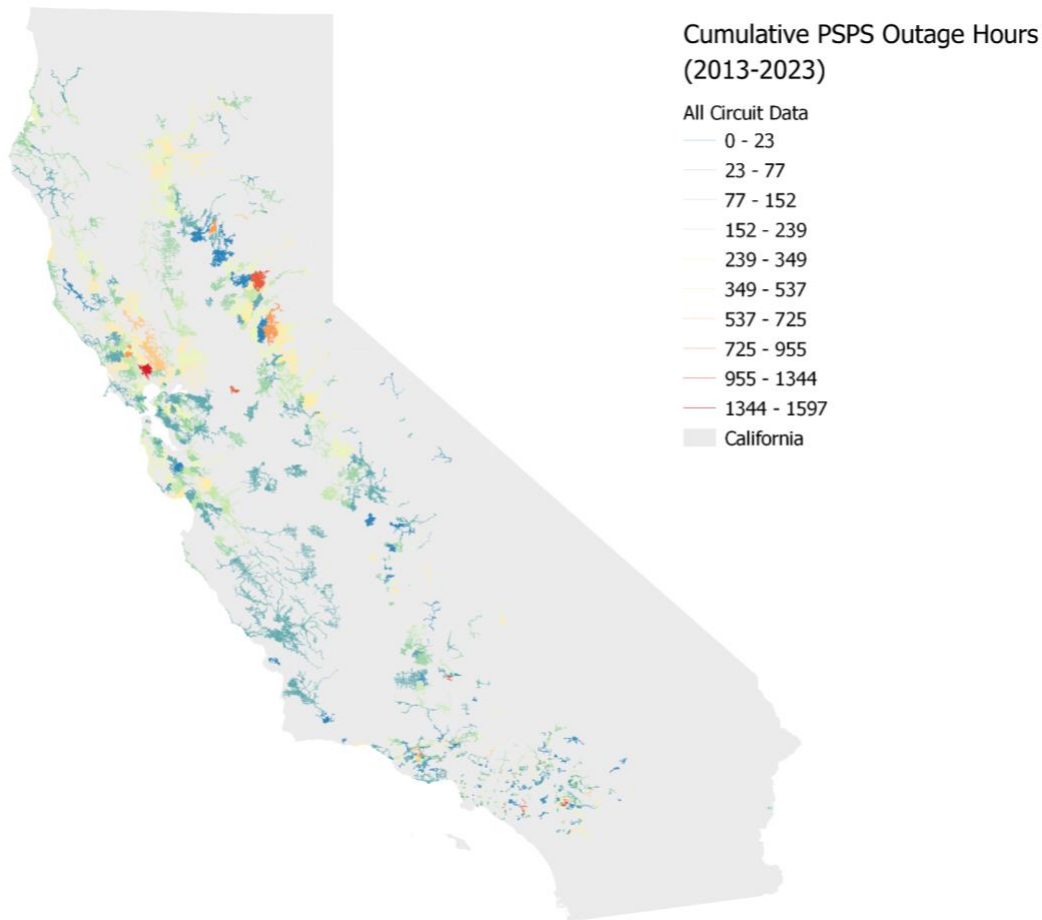 Cumulative PSPS Outage Hours
(2013-2023)
All Circuit Data
0 - 23
23 - 77
77 - 152
152 - 239
239 - 349
349 - 537
537 - 725
725 - 955
955 - 1344
1344 - 1597
California